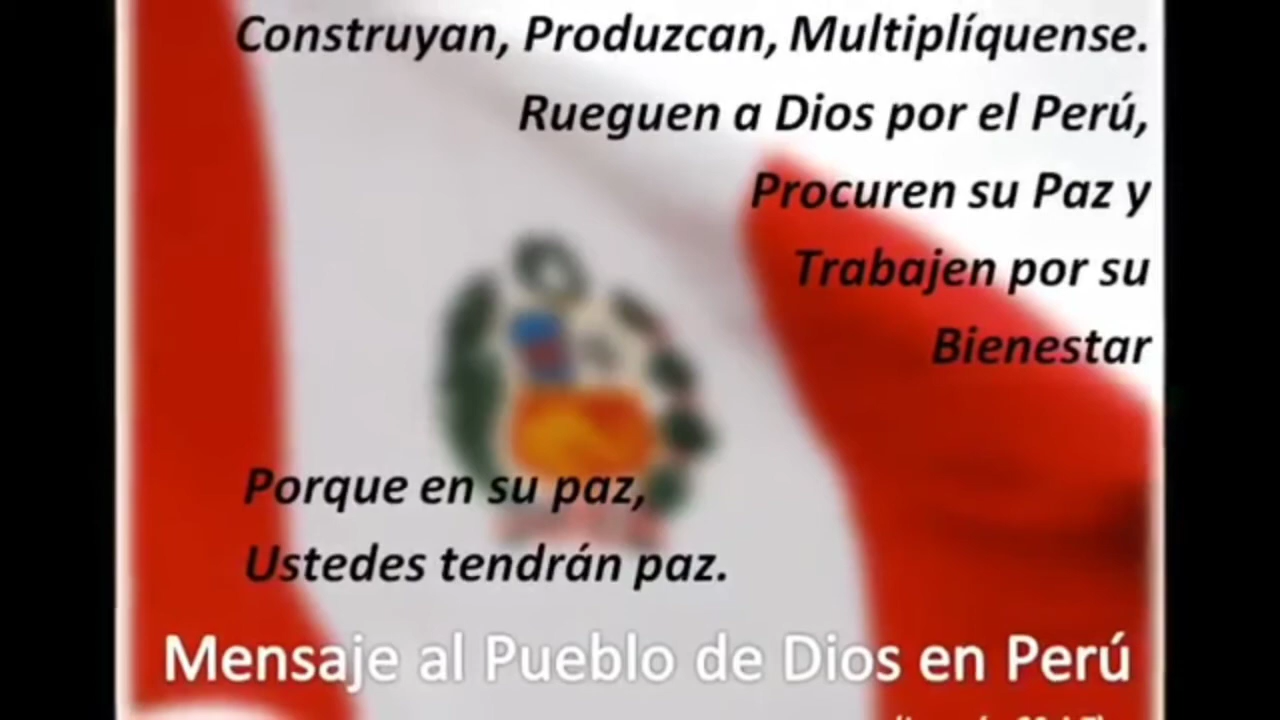 Construyan, Produzcan, Multiplíquense.
Rueguen a Dios por el Perú,
Procuren su Paz y
Trabajen por su
Bienestar
Porque en su paz,
Ustedes tendrán paz.
Mensaje al Pueblo de Dios en Perú